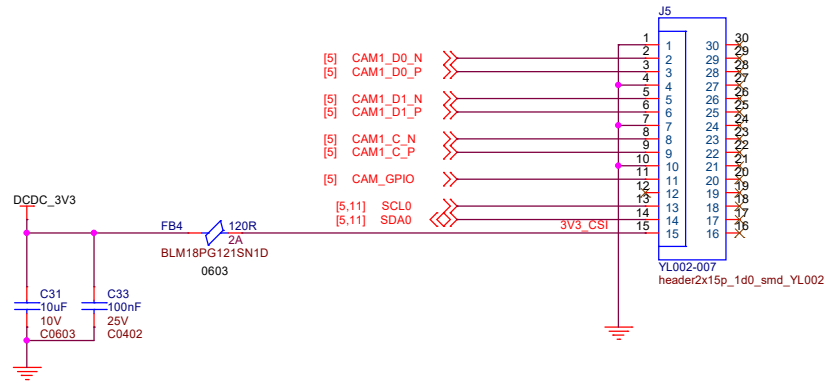 J5
1 1 30 30
[5] CAM1_D0_N 2 2 29 29
[5] CAM1_D0_P 3 3 28 28
4 4 27 27
[5] CAM1_D1_N 5 5 26 26
[5] CAM1_D1_P 6 6 25 25
7 7 24 24
[5] CAM1_C_N 8 8 23 23
[5] CAM1_C_P 9 9 22 22
10 10 21 21
[5] CAM_GPIO 11 11 20 20
12 12 19 19
[5,11] SCL0 13 13 18 18
[5,11] SDA0 14 14 17 17
3V3_CSI 15 15 16 16
DCDC_3V3
FB4 120R
2A
BLM18PG121SN1D
0603
YL002-007
header2x15p_1d0_smd_YL002
C31 C33
10uF 100nF
10V 25V
C0603 C0402